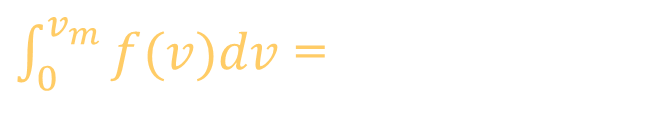 ∫₀^{v_m} f(v)dv =